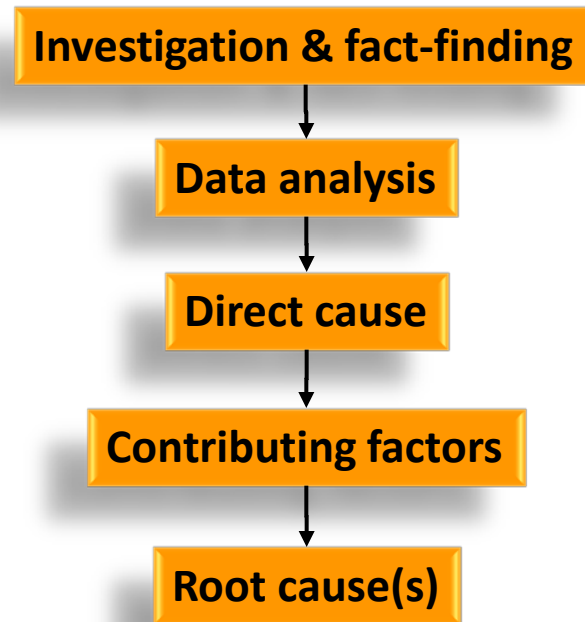 Investigation & fact-finding
Data analysis
Direct cause
Contributing factors
Root cause(s)